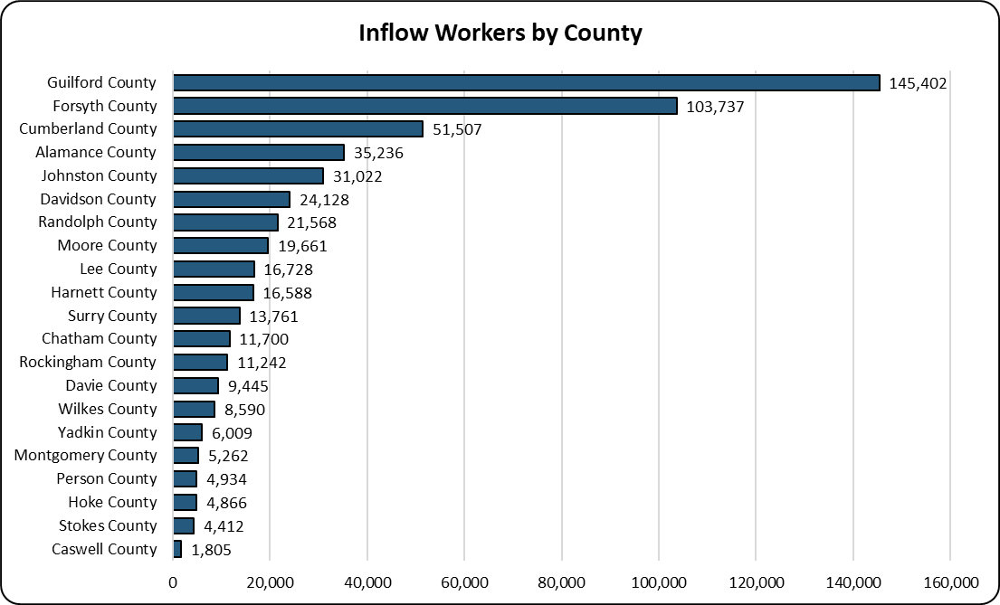 Inflow Workers by County
Guilford County 145,402
Forsyth County 103,737
Cumberland County 51,507
Alamance County 35,236
Johnston County 31,022
Davidson County 24,128
Randolph County 21,568
Moore County 19,661
Lee County 16,728
Harnett County 16,588
Surry County 13,761
Chatham County 11,700
Rockingham County 11,242
Davie County 9,445
Wilkes County 8,590
Yadkin County 6,009
Montgomery County 5,262
Person County 4,934
Hoke County 4,866
Stokes County 4,412
Caswell County 1,805
0 20,000 40,000 60,000 80,000 100,000 120,000 140,000 160,000